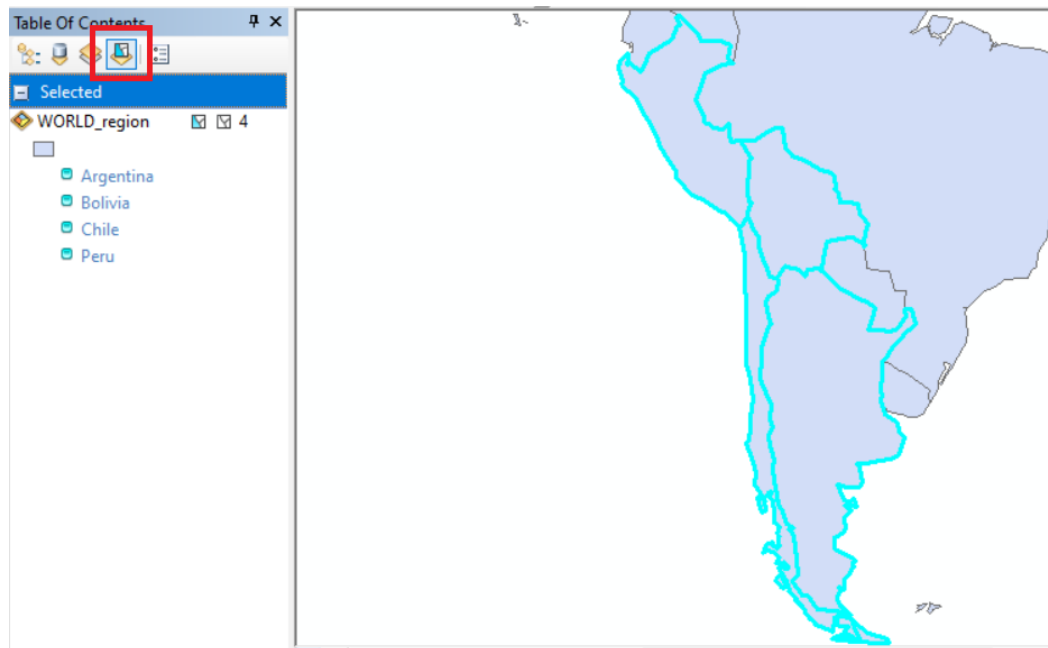 Table Of Contents
Selected
WORLD_region 4
Argentina
Bolivia
Chile
Peru